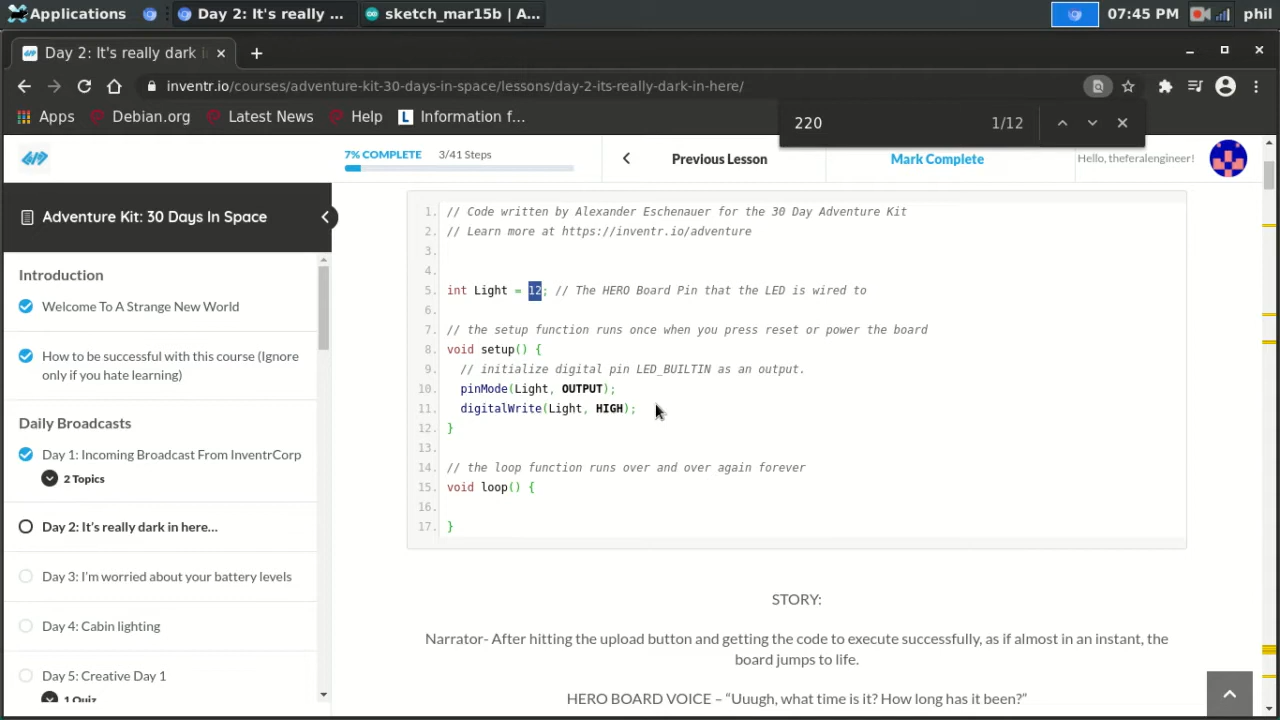 Applications
Day 2: It's really ...
sketch_mar15b | A...
07:45 PM
phil
Day 2: It's really dark i
inventr.io/courses/adventure-kit-30-days-in-space/lessons/day-2-its-really-dark-in-here/
Apps
Debian.org
Latest News
Help
L
Information f...
220
1/12
7% COMPLETE
3/41 Steps
Previous Lesson
Mark Complete
Hello, theferalengineer!
Adventure Kit: 30 Days In Space
Introduction
Welcome To A Strange New World
How to be successful with this course (Ignore
only if you hate learning)
Daily Broadcasts
Day 1: Incoming Broadcast From InventrCorp
2 Topics
Day 2: It's really dark in here...
Day 3: I'm worried about your battery levels
Day 4: Cabin lighting
Day 5: Creative Day 1
1 Quiz
1. // Code written by Alexander Eschenauer for the 30 Day Adventure Kit
2. // Learn more at https://inventr.io/adventure
3.
4.
5. int Light = 12; // The HERO Board Pin that the LED is wired to
6.
7. // the setup function runs once when you press reset or power the board
8. void setup() {
9. // initialize digital pin LED_BUILTIN as an output.
10. pinMode(Light, OUTPUT);
11. digitalWrite(Light, HIGH);
12. }
13.
14. // the loop function runs over and over again forever
15. void loop() {
16.
17. }
STORY:
Narrator- After hitting the upload button and getting the code to execute successfully, as if almost in an instant, the
board jumps to life.
HERO BOARD VOICE – “Uuugh, what time is it? How long has it been?”